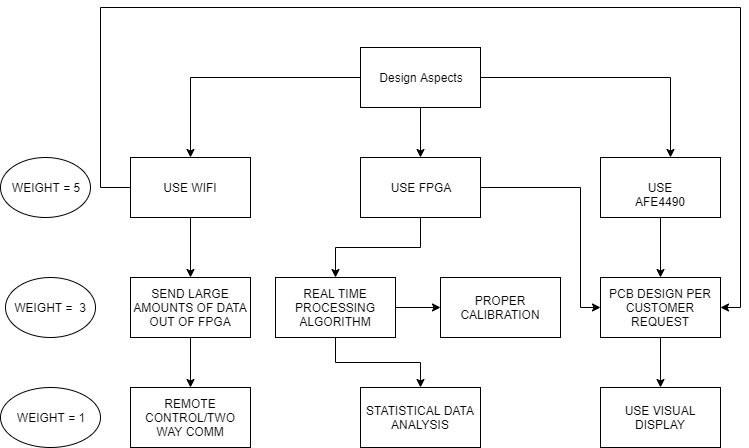 Design Aspects
WEIGHT = 5
USE WIFI
USE FPGA
USE
AFE4490
WEIGHT = 3
SEND LARGE
AMOUNTS OF DATA
OUT OF FPGA
REAL TIME
PROCESSING
ALGORITHM
PROPER
CALIBRATION
PCB DESIGN PER
CUSTOMER
REQUEST
WEIGHT = 1
REMOTE
CONTROL/TWO
WAY COMM
STATISTICAL DATA
ANALYSIS
USE VISUAL
DISPLAY